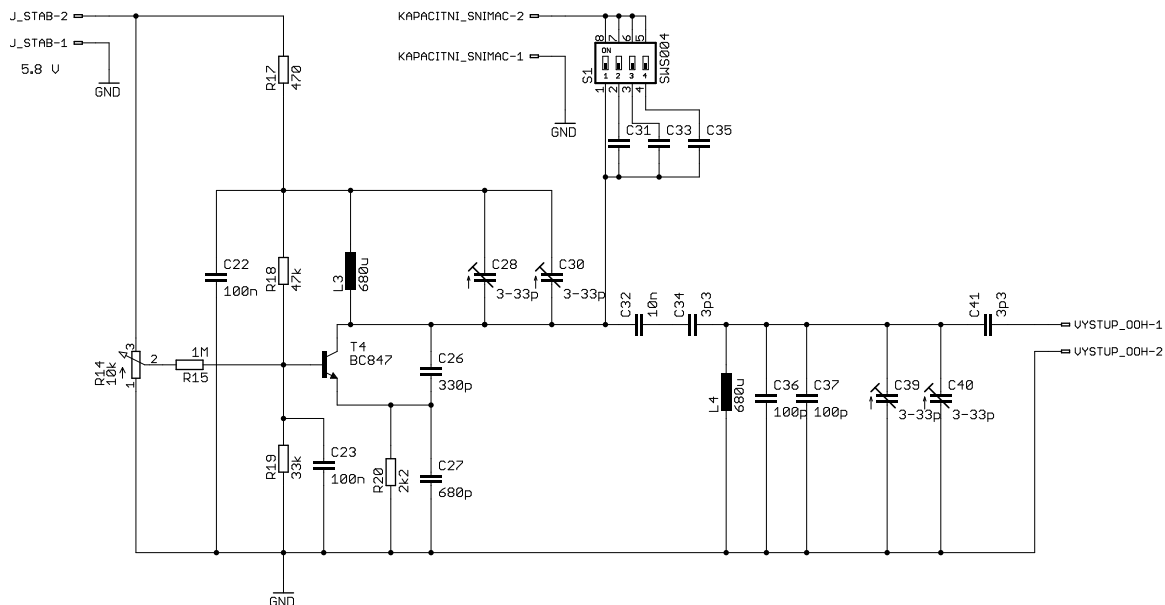 J_STAB-2
J_STAB-1
5.8 V
GND
R17
470
KAPACITNI_SNIMAC-2
KAPACITNI_SNIMAC-1
GND
8 7 6 5
ON
1 2 3 4
S1
SWS004
1 2 3 4
C31
C33
C35
C22
100n
R18
47k
L3
680u
C28
3-33p
C30
3-33p
C32
10n
C34
3p3
C41
3p3
VYSTUP_OOH-1
VYSTUP_OOH-2
R14
10k
3
2
1
1M
R15
T4
BC847
C26
330p
L4
680u
C36
100p
C37
100p
C39
3-33p
C40
3-33p
R19
33k
C23
100n
R20
2k2
C27
680p
GND